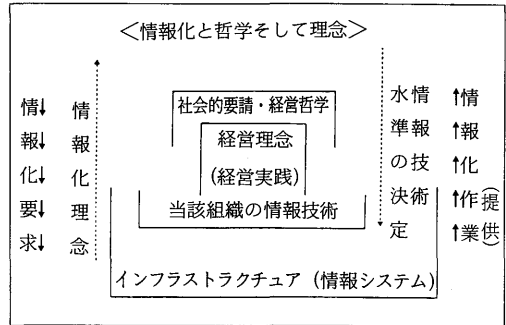 ＜情報化と哲学そして理念＞
情↓報↓化↓要↓求↓
情報化理念
社会的要請・経営哲学
経営理念
(経営実践)
当該組織の情報技術
インフラストラクチュア（情報システム）
情報技術
水準の決定
↑情↑報↑化↑作↑業
(提供)